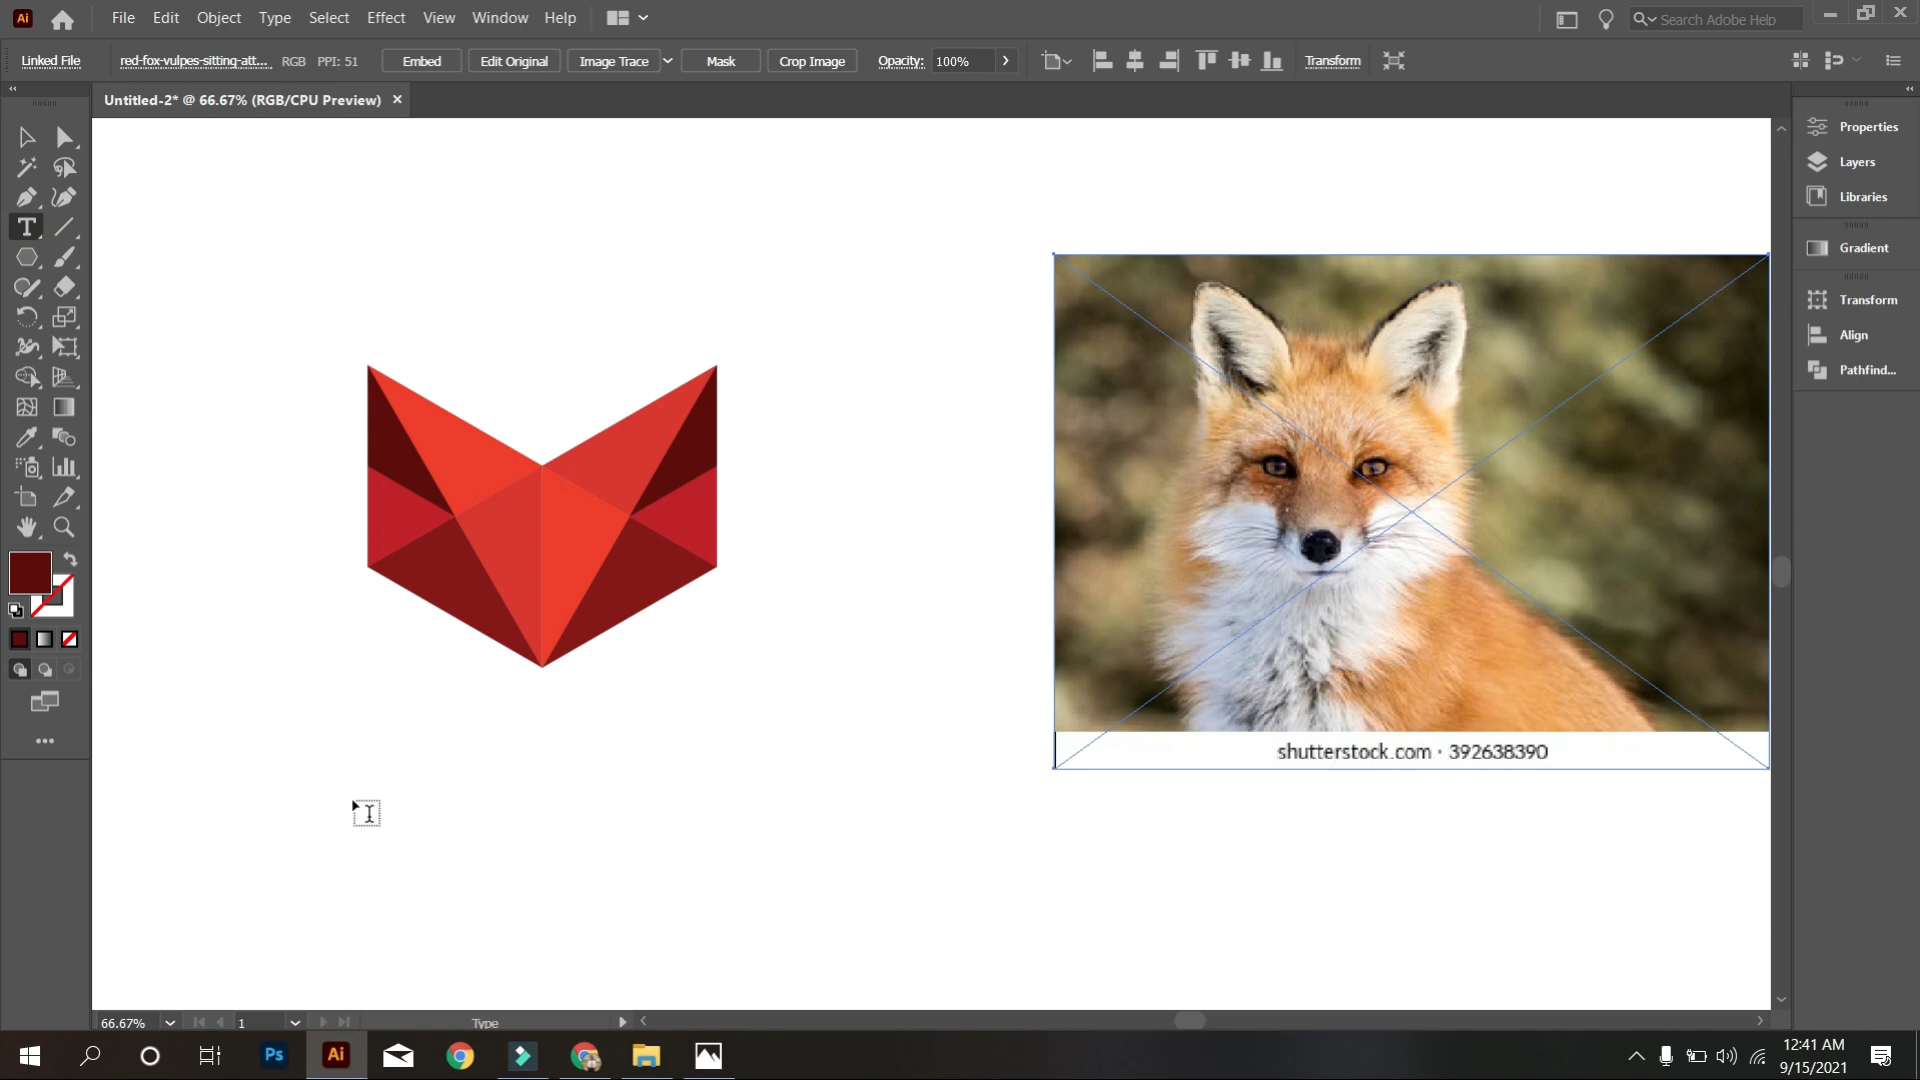 Ai File Edit Object Type Select Effect View Window Help Search Adobe Help
Linked File red-fox-vulpes-sitting-att... RGB PPI: 51 Embed Edit Original Image Trace Mask Crop Image Opacity: 100% Transform
Untitled-2* @ 66.67% (RGB/CPU Preview)
T
Properties
Layers
Libraries
Gradient
Transform
Align
Pathfind...
shutterstock.com · 392638390
66.67% 1 Type
Ps Ai
12:41 AM
9/15/2021